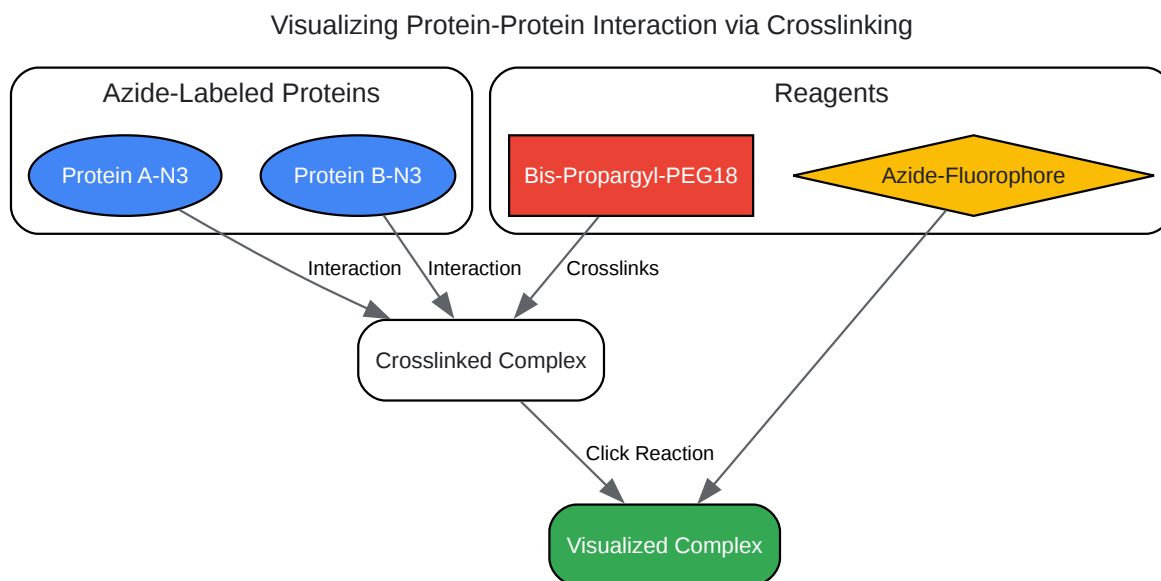 Visualizing Protein-Protein Interaction via Crosslinking
Azide-Labeled Proteins
Reagents
Protein A-N3
Protein B-N3
Bis-Propargyl-PEG18
Azide-Fluorophore
Interaction
Interaction
Crosslinks
Crosslinked Complex
Click Reaction
Visualized Complex